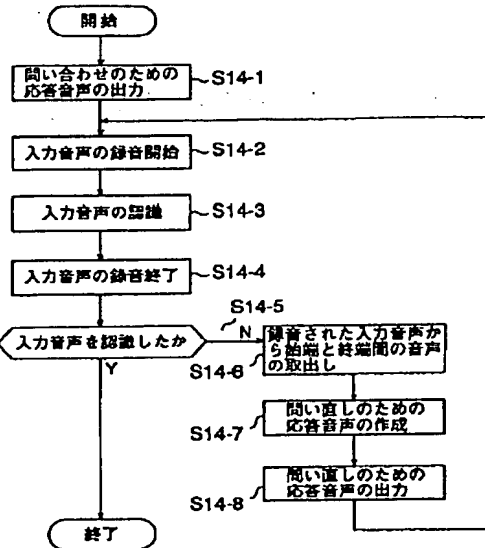 開始
問い合わせのための
応答音声の出力
S14-1
入力音声の録音開始
S14-2
入力音声の認識
S14-3
入力音声の録音終了
S14-4
入力音声を認識したか
S14-5
N
Y
録音された入力音声か
ら始端と終端間の音声
の取出し
S14-6
問い直しのための
応答音声の作成
S14-7
問い直しのための
応答音声の出力
S14-8
終了